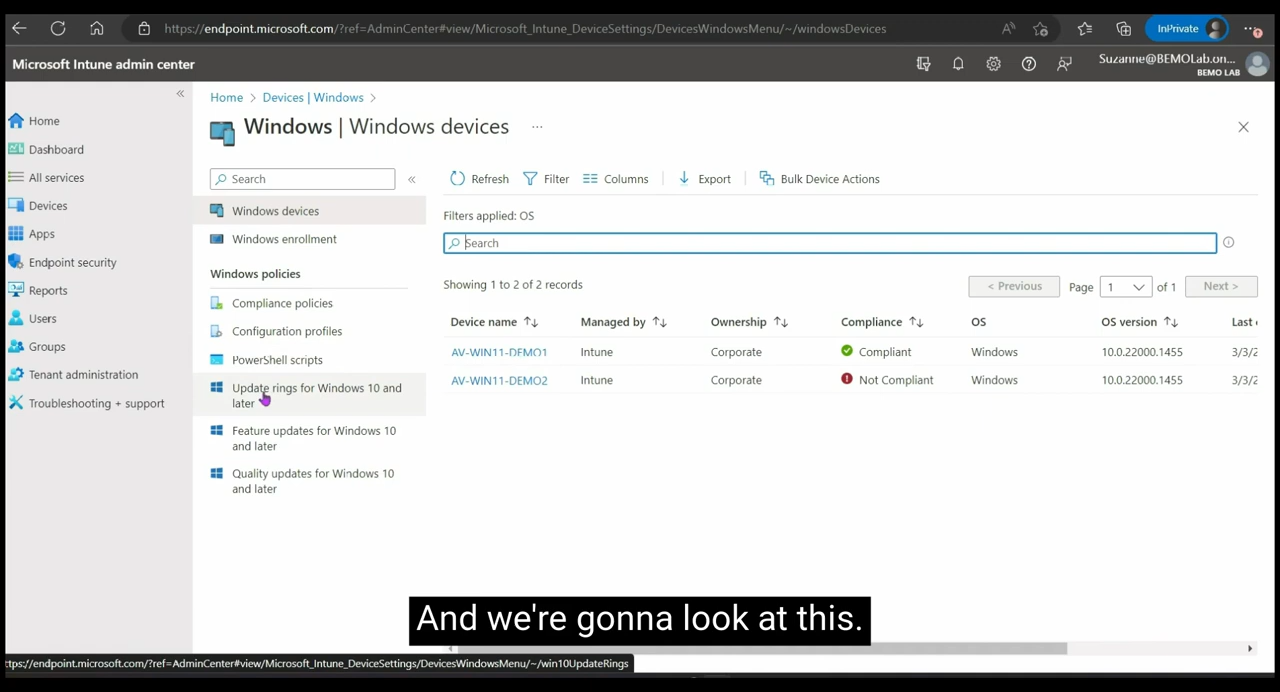 https://endpoint.microsoft.com/?ref=AdminCenter#view/Microsoft_Intune_DeviceSettings/DevicesWindowsMenu/~/windowsDevices
InPrivate
Microsoft Intune admin center
Suzanne@BEMOLab.on...
BEMO LAB
Home
Dashboard
All services
Devices
Apps
Endpoint security
Reports
Users
Groups
Tenant administration
Troubleshooting + support
Home > Devices | Windows >
Windows | Windows devices ...
Search
Windows devices
Windows enrollment
Windows policies
Compliance policies
Configuration profiles
PowerShell scripts
Update rings for Windows 10 and
later
Feature updates for Windows 10
and later
Quality updates for Windows 10
and later
Refresh Filter Columns Export Bulk Device Actions
Filters applied: OS
Search
Showing 1 to 2 of 2 records
< Previous Page 1 of 1 Next >
Device name Managed by Ownership Compliance OS OS version Last c
AV-WIN11-DEMO1 Intune Corporate Compliant Windows 10.0.22000.1455 3/3/2
AV-WIN11-DEMO2 Intune Corporate Not Compliant Windows 10.0.22000.1455 3/3/2
And we're gonna look at this.
ttps://endpoint.microsoft.com/?ref=AdminCenter#view/Microsoft_Intune_DeviceSettings/DevicesWindowsMenu/~/win10UpdateRings